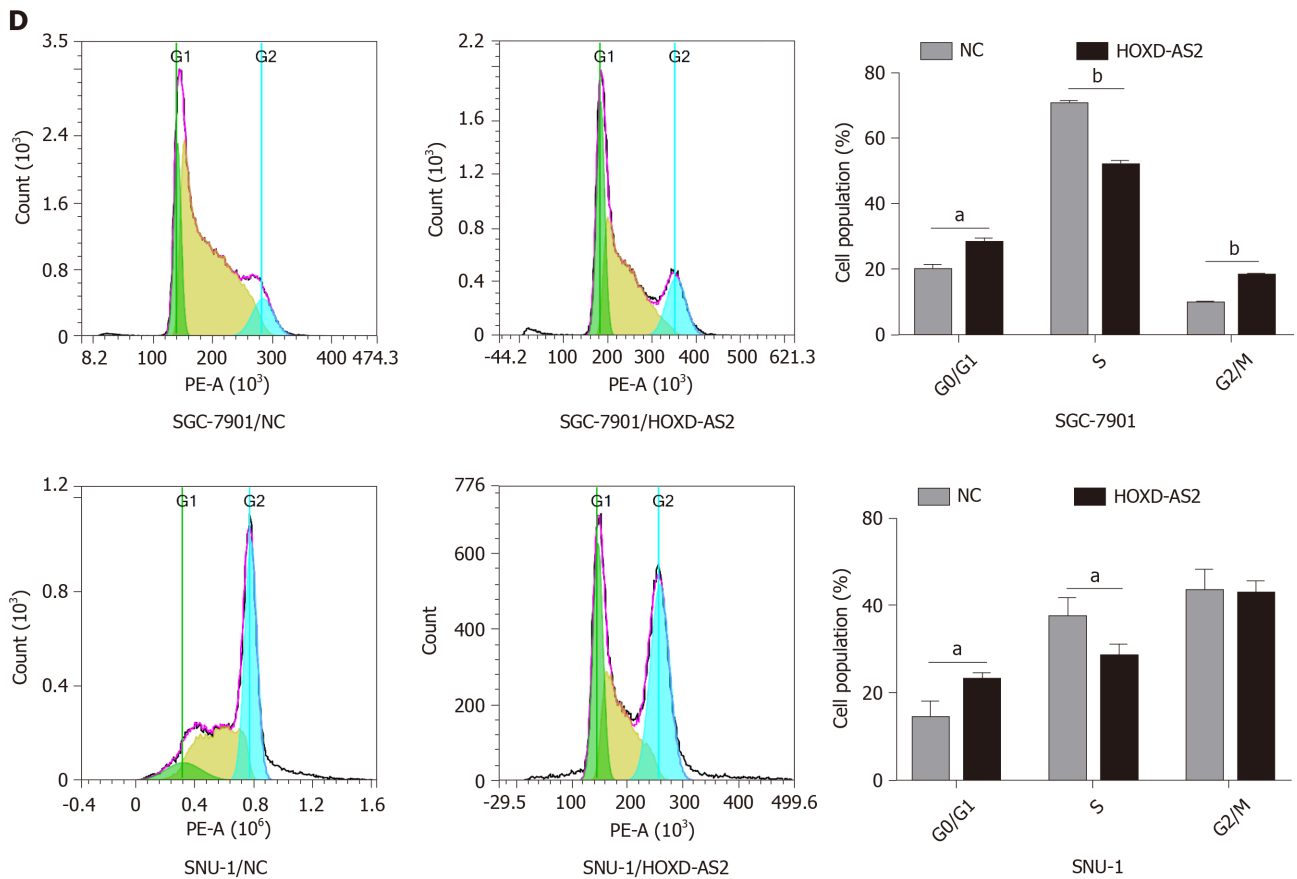 D
3.5
2.4
1.6
0.8
0
Count (10³)
G1
G2
8.2 100 200 300 400 474.3
PE-A (10³)
SGC-7901/NC
2.2
1.6
1.2
0.8
0.4
0
Count (10³)
G1
G2
-44.2 100 200 300 400 500 621.3
PE-A (10³)
SGC-7901/HOXD-AS2
NC
HOXD-AS2
80
60
40
20
0
Cell population (%)
a
b
b
G0/G1
S
G2/M
SGC-7901
1.2
0.8
0.4
0
Count (10³)
G1
G2
-0.4 0 0.4 0.8 1.2 1.6
PE-A (10⁶)
SNU-1/NC
776
600
400
200
0
Count
G1
G2
-29.5 100 200 300 400 499.6
PE-A (10³)
SNU-1/HOXD-AS2
NC
HOXD-AS2
80
40
20
0
Cell population (%)
a
a
G0/G1
S
G2/M
SNU-1